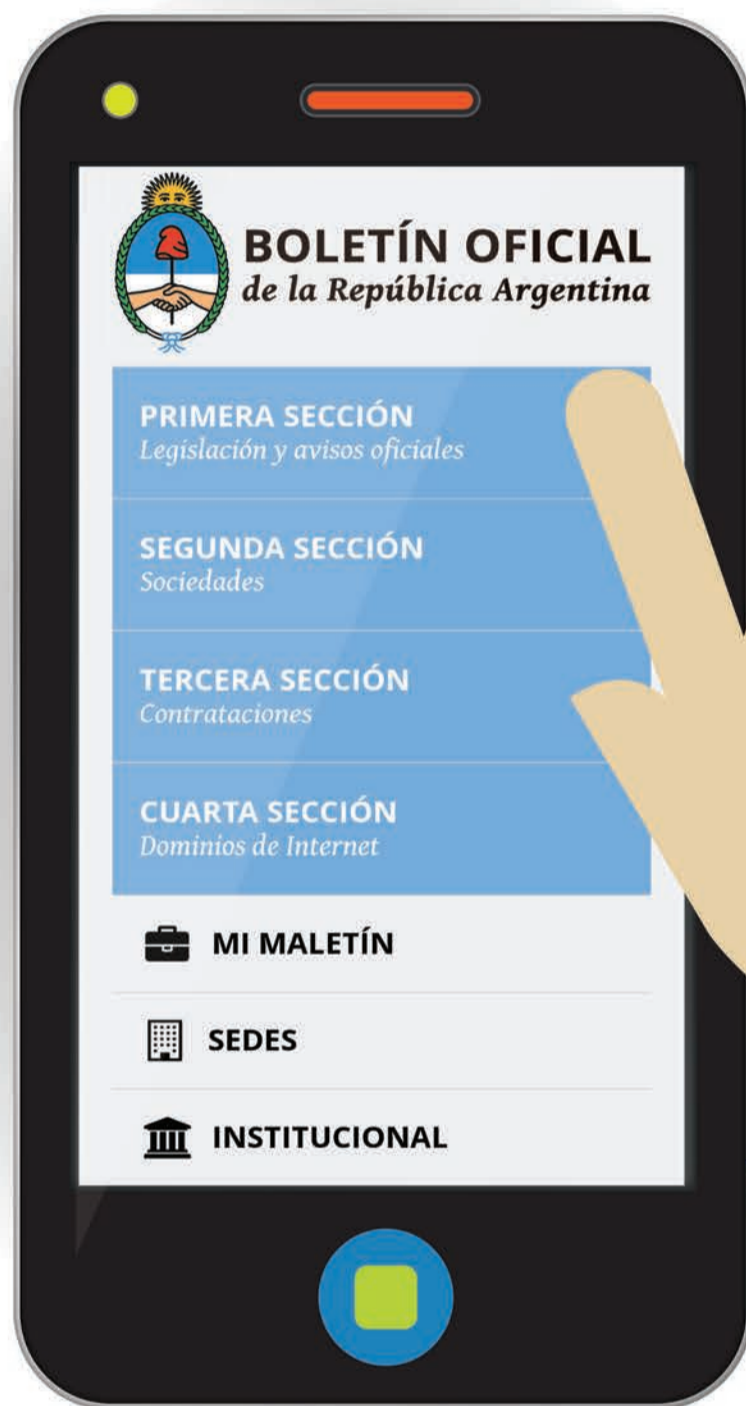 BOLETÍN OFICIAL
de la República Argentina
PRIMERA SECCIÓN
Legislación y avisos oficiales
SEGUNDA SECCIÓN
Sociedades
TERCERA SECCIÓN
Contrataciones
CUARTA SECCIÓN
Dominios de Internet
MI MALETÍN
SEDES
INSTITUCIONAL